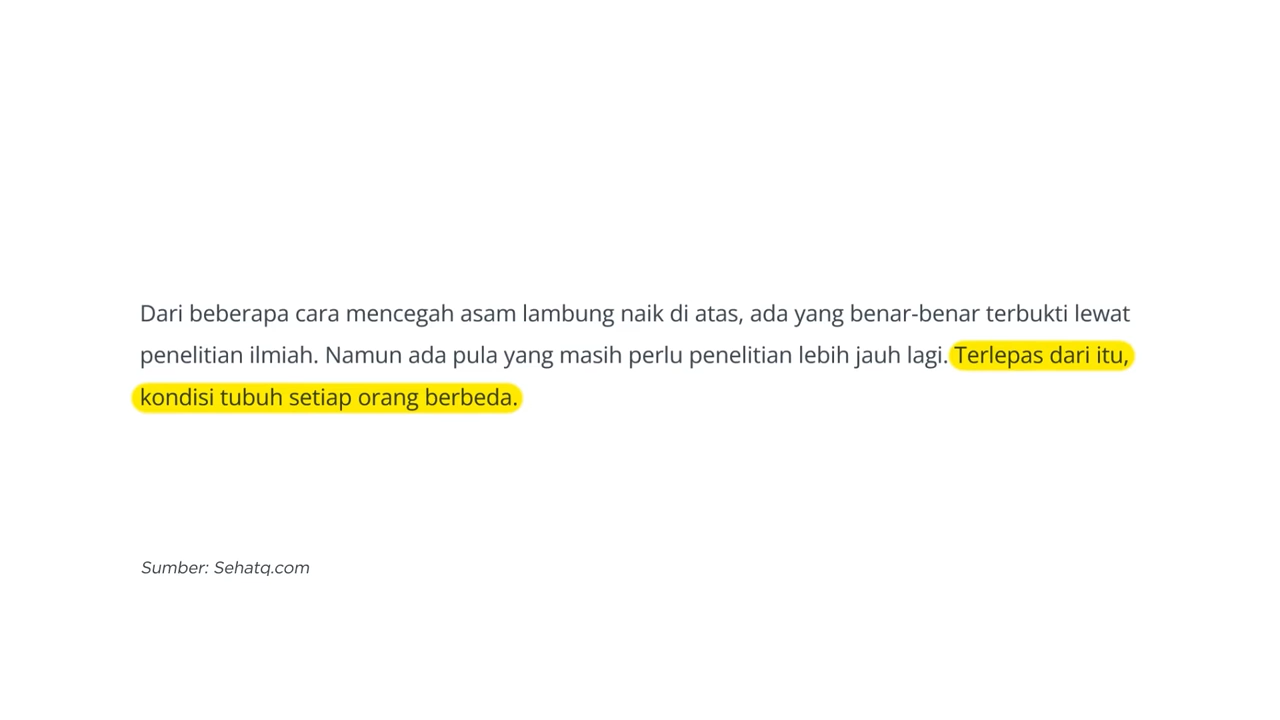 Dari beberapa cara mencegah asam lambung naik di atas, ada yang benar-benar terbukti lewat
penelitian ilmiah. Namun ada pula yang masih perlu penelitian lebih jauh lagi. Terlepas dari itu,
kondisi tubuh setiap orang berbeda.
Sumber: Sehatq.com